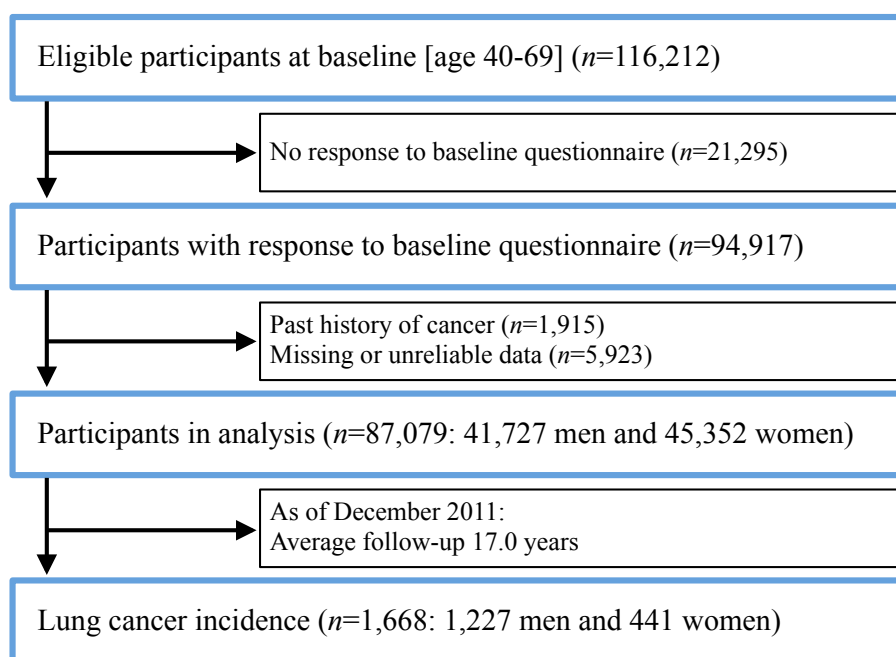 Eligible participants at baseline [age 40-69] (n=116,212)
No response to baseline questionnaire (n=21,295)
Participants with response to baseline questionnaire (n=94,917)
Past history of cancer (n=1,915)
Missing or unreliable data (n=5,923)
Participants in analysis (n=87,079: 41,727 men and 45,352 women)
As of December 2011:
Average follow-up 17.0 years
Lung cancer incidence (n=1,668: 1,227 men and 441 women)